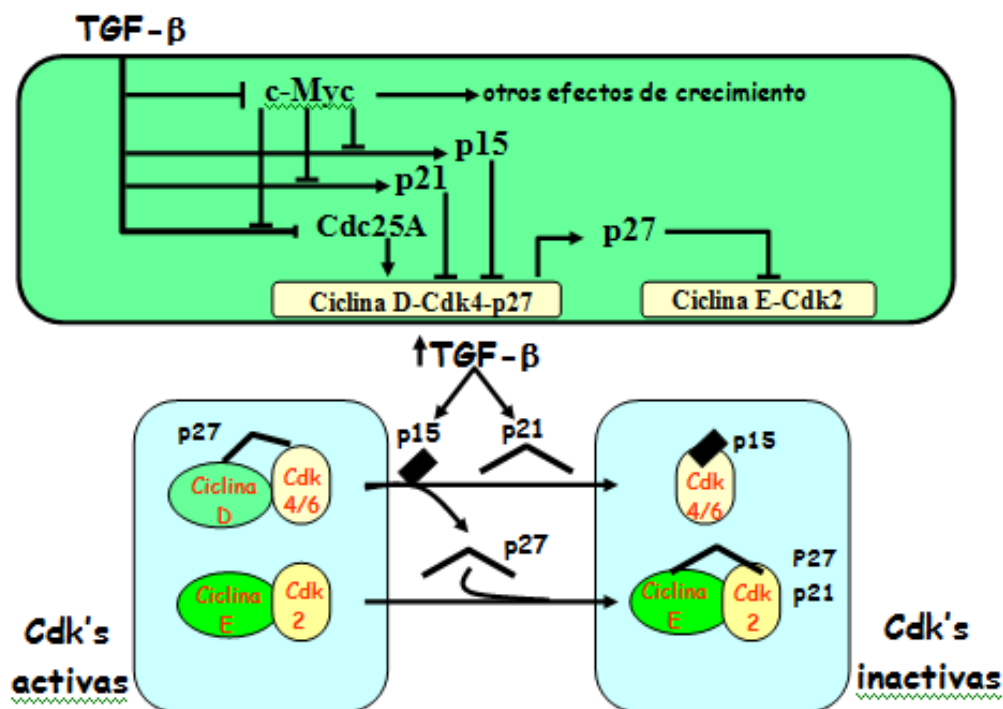 TGF-β
c-Myc
otros efectos de crecimiento
p15
p21
Cdc25A
p27
Ciclina D-Cdk4-p27
Ciclina E-Cdk2
↑TGF-β
p27
p15
p21
p15
Ciclina
D
Cdk
4/6
Cdk
4/6
p27
P27
p21
Ciclina
E
Cdk
2
Ciclina
E
Cdk
2
Cdk's
activas
Cdk's
inactivas